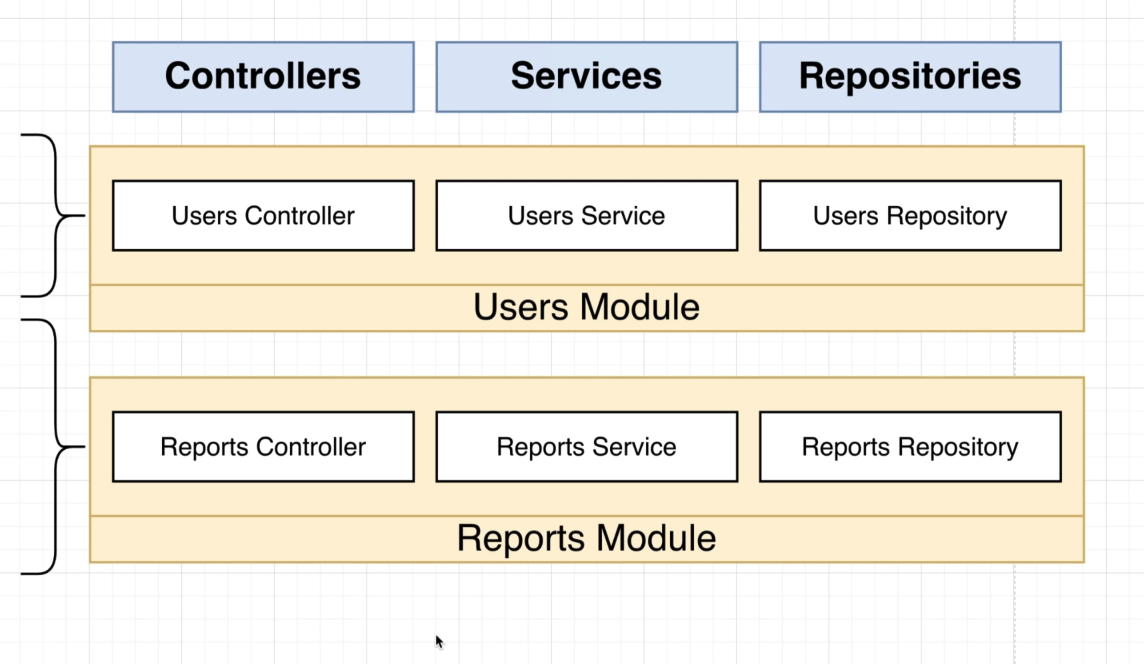 Controllers
Services
Repositories
Users Controller
Users Service
Users Repository
Users Module
Reports Controller
Reports Service
Reports Repository
Reports Module